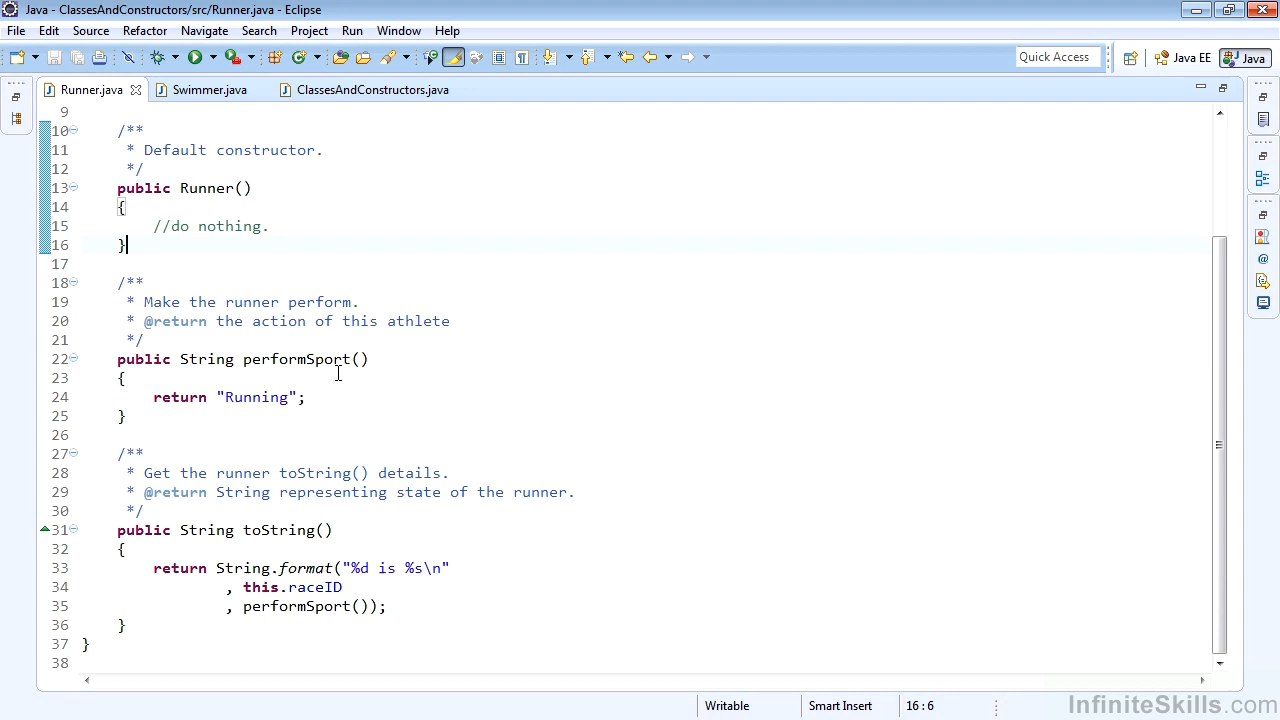 Java - ClassesAndConstructors/src/Runner.java - Eclipse
File Edit Source Refactor Navigate Search Project Run Window Help
Quick Access Java EE Java
Runner.java Swimmer.java ClassesAndConstructors.java
9
10 /**
11 * Default constructor.
12 */
13 public Runner()
14 {
15 //do nothing.
16 }
17
18 /**
19 * Make the runner perform.
20 * @return the action of this athlete
21 */
22 public String performSport()
23 {
24 return "Running";
25 }
26
27 /**
28 * Get the runner toString() details.
29 * @return String representing state of the runner.
30 */
31 public String toString()
32 {
33 return String.format("%d is %s\n"
34 , this.raceID
35 , performSport());
36 }
37 }
38
Writable Smart Insert 16 : 6
InfiniteSkills.com